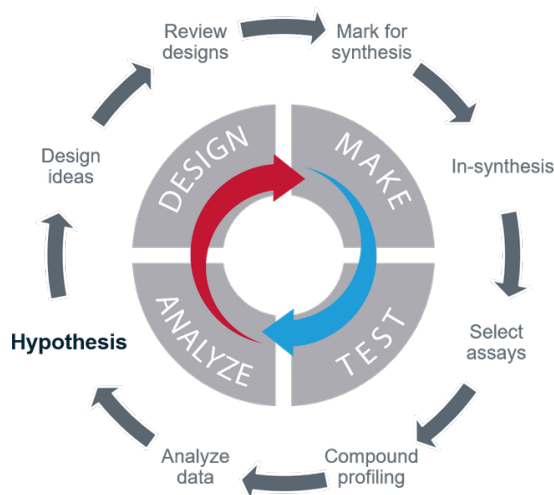 Review
designs
Mark for
synthesis
Design
ideas
In-synthesis
DESIGN
MAKE
ANALYZE
TEST
Hypothesis
Select
assays
Analyze
data
Compound
profiling